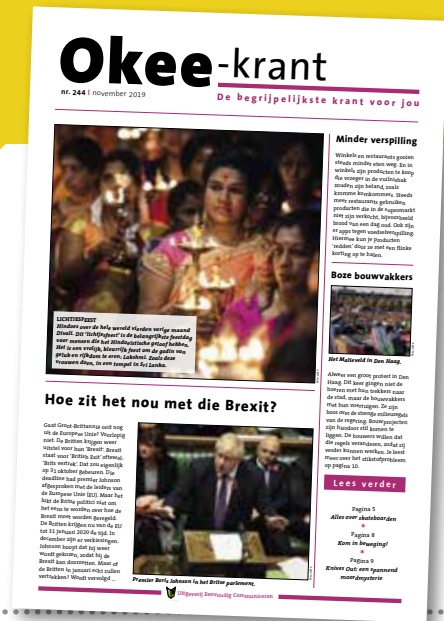 Okee-krant
nr. 244 | november 2019
De begrijpelijkste krant voor jou
LICHTJESFEEST
Hindoes over de hele wereld vierden vorige maand
Divali. Dit 'lichtjesfeest' is de belangrijkste feestdag
voor mensen die het Hindoeïstische geloof hebben.
Het is een vrolijk, kleurrijk feest om de godin van
geluk en rijkdom te eren; Lakshmi. Zoals deze
vrouwen doen, in een tempel in Sri Lanka.
Minder verspilling
Winkels en restaurants gooien
steeds minder eten weg. En in
winkels zijn producten te koop
die vroeger in de vuilnisbak
zouden zijn beland, zoals
kromme komkommers. Steeds
meer restaurants gebruiken
producten die in de supermarkt
niet zijn verkocht, bijvoorbeeld
brood van een dag oud. Ook zijn
er apps tegen voedselverspilling.
Hiermee kun je producten
'redden' door ze met een flinke
korting op te halen.
Boze bouwvakkers
Het Malieveld in Den Haag.
Alweer een groot protest in Den
Haag. Dit keer gingen niet de
boeren met hun trekkers naar
de stad, maar de bouwvakkers
met hun voertuigen. Ze zijn
boos over de strenge milieuregels
van de regering. Bouwprojecten
zijn hierdoor stil komen te
liggen. De bouwers willen dat
die regels veranderen, zodat zij
verder kunnen werken. Je leest
meer over het stikstofprobleem
op pagina 10.
Lees verder
Pagina 5
Alles over skateboarden
Pagina 8
Kom in beweging!
Pagina 9
Knives Out: een spannend
moordmysterie
Hoe zit het nou met die Brexit?
Gaat Groot-Brittannië ooit nog
uit de Europese Unie? Voorlopig
niet. De Britten krijgen weer
uitstel voor hun 'Brexit'. Brexit
staat voor 'British Exit' oftewel:
'Brits vertrek'. Dat zou eigenlijk
op 31 oktober gebeuren. Die
deadline had premier Johnson
afgesproken met de leiders van
de Europese Unie (EU). Maar het
lukt de Britse politici niet om
het eens te worden over hoe de
Brexit moet worden geregeld.
De Britten krijgen nu van de EU
tot 31 januari 2020 de tijd. In
december zijn er verkiezingen.
Johnson hoopt dat hij weer
wordt gekozen, zodat hij de
Brexit kan doorzetten. Maar of
de Britten in januari echt zullen
vertrekken? Wordt vervolgd ...
Premier Boris Johnson in het Britse parlement.
Uitgeverij Eenvoudig Communiceren